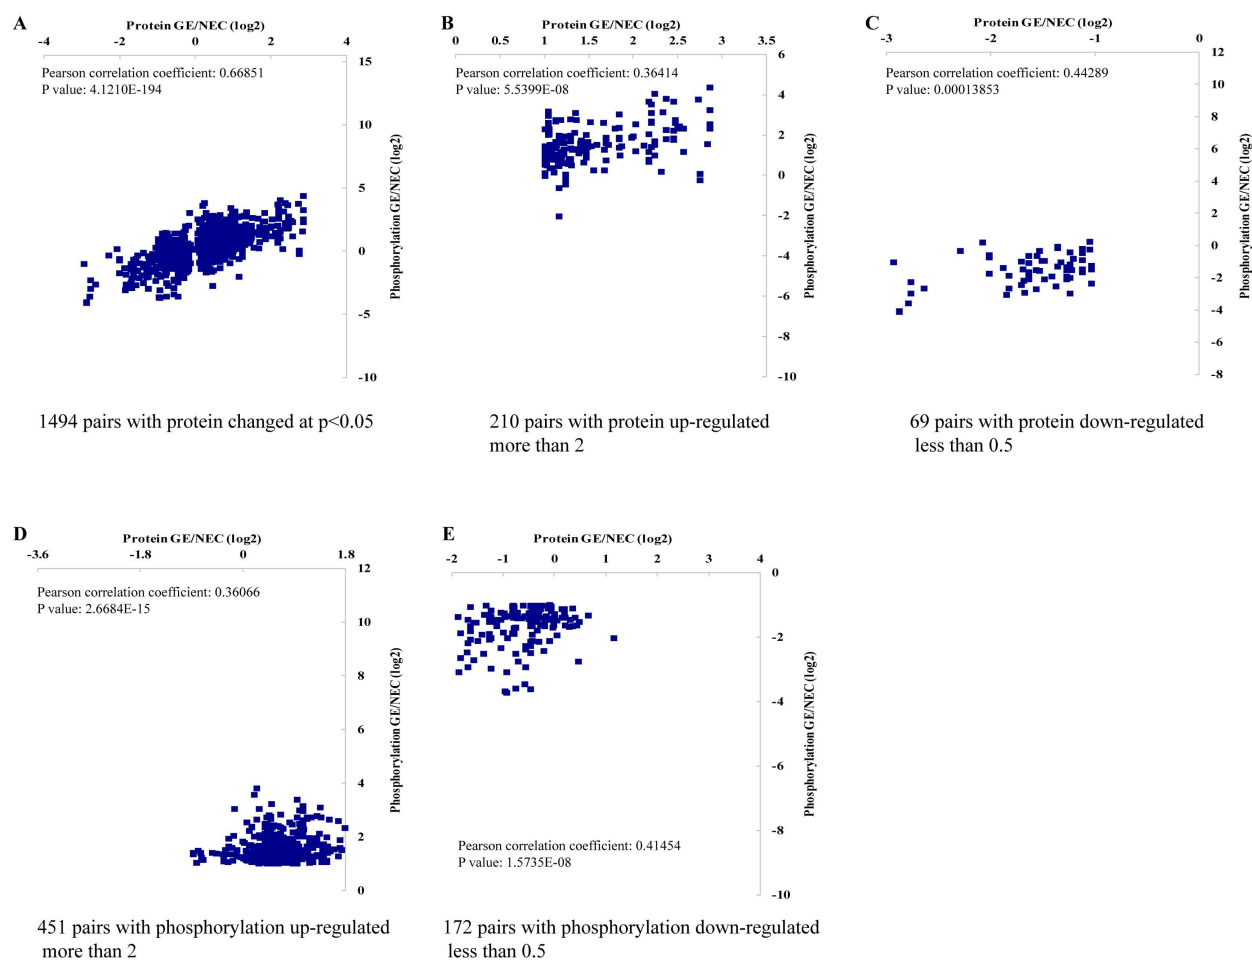 A
Protein GE/NEC (log2)
-4 -2 0 2 4
Pearson correlation coefficient: 0.66851
P value: 4.1210E-194
15
10
5
0
-5
-10
Phosphorylation GE/NEC (log2)
1494 pairs with protein changed at p<0.05
B
Protein GE/NEC (log2)
0 0.5 1 1.5 2 2.5 3 3.5
Pearson correlation coefficient: 0.36414
P value: 5.5399E-08
6
4
2
0
-2
-4
-6
-8
-10
Phosphorylation GE/NEC (log2)
210 pairs with protein up-regulated
more than 2
C
Protein GE/NEC (log2)
-3 -2 -1 0
Pearson correlation coefficient: 0.44289
P value: 0.00013853
12
10
8
6
4
2
0
-2
-4
-6
-8
Phosphorylation GE/NEC (log2)
69 pairs with protein down-regulated
less than 0.5
D
Protein GE/NEC (log2)
-3.6 -1.8 0 1.8
Pearson correlation coefficient: 0.36066
P value: 2.6684E-15
12
10
8
6
4
2
0
Phosphorylation GE/NEC (log2)
451 pairs with phosphorylation up-regulated
more than 2
E
Protein GE/NEC (log2)
-2 -1 0 1 2 3 4
0
-2
-4
-6
-8
-10
Phosphorylation GE/NEC (log2)
Pearson correlation coefficient: 0.41454
P value: 1.5735E-08
172 pairs with phosphorylation down-regulated
less than 0.5